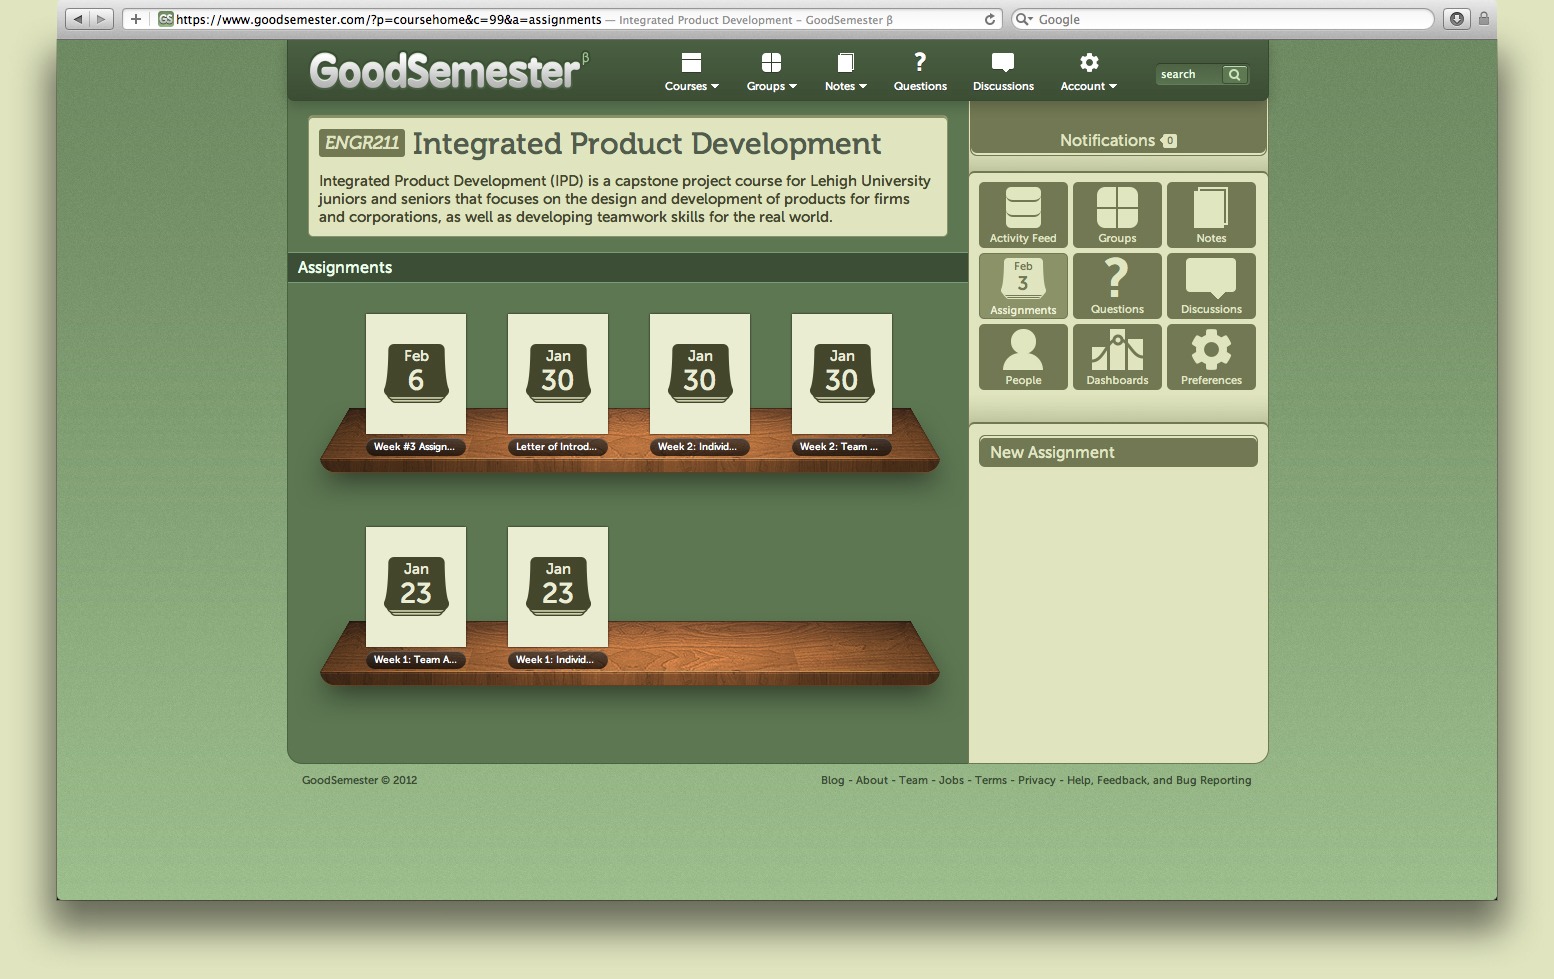 GS https://www.goodsemester.com/?p=coursehome&c=99&a=assignments — Integrated Product Development – GoodSemester β
Google
GoodSemester β
Courses
Groups
Notes
Questions
Discussions
Account
search
ENGR211 Integrated Product Development
Integrated Product Development (IPD) is a capstone project course for Lehigh University
juniors and seniors that focuses on the design and development of products for firms
and corporations, as well as developing teamwork skills for the real world.
Assignments
Feb
6
Week #3 Assign...
Jan
30
Letter of Introd...
Jan
30
Week 2: Individ...
Jan
30
Week 2: Team ...
Jan
23
Week 1: Team A...
Jan
23
Week 1: Individ...
Notifications 0
Activity Feed
Groups
Notes
Feb
3
Assignments
Questions
Discussions
People
Dashboards
Preferences
New Assignment
GoodSemester © 2012
Blog - About - Team - Jobs - Terms - Privacy - Help, Feedback, and Bug Reporting